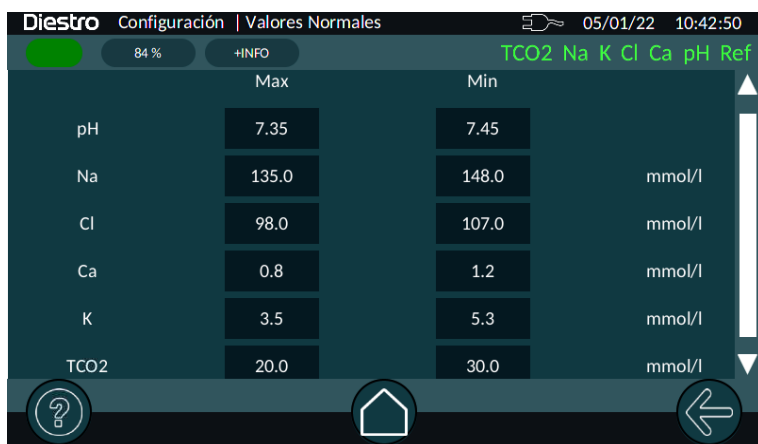 Diestro Configuración | Valores Normales 05/01/22 10:42:50
84 % +INFO TCO2 Na K Cl Ca pH Ref
Max Min
pH 7.35 7.45
Na 135.0 148.0 mmol/l
Cl 98.0 107.0 mmol/l
Ca 0.8 1.2 mmol/l
K 3.5 5.3 mmol/l
TCO2 20.0 30.0 mmol/l
?